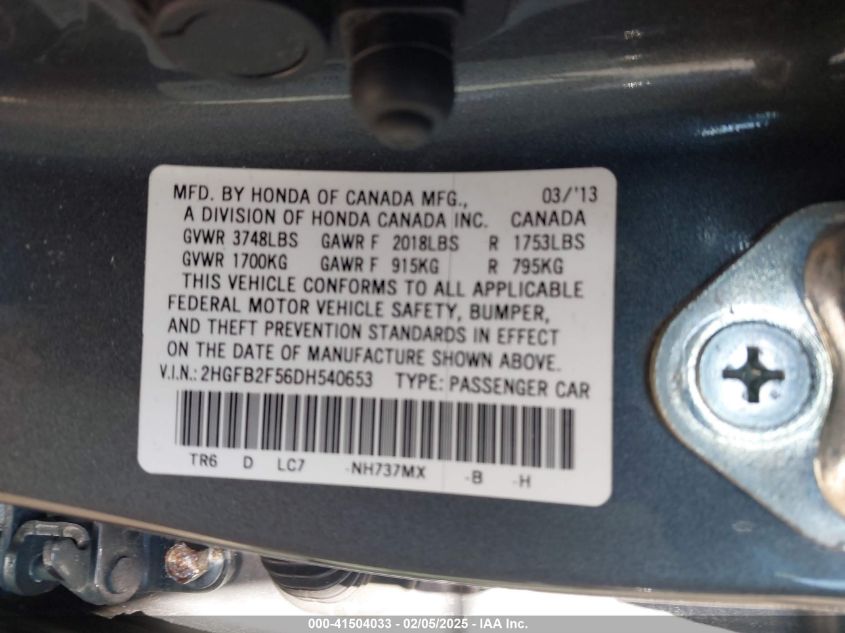 MFD. BY HONDA OF CANADA MFG., 03/'13
A DIVISION OF HONDA CANADA INC. CANADA
GVWR 3748LBS GAWR F 2018LBS R 1753LBS
GVWR 1700KG GAWR F 915KG R 795KG
THIS VEHICLE CONFORMS TO ALL APPLICABLE
FEDERAL MOTOR VEHICLE SAFETY, BUMPER,
AND THEFT PREVENTION STANDARDS IN EFFECT
ON THE DATE OF MANUFACTURE SHOWN ABOVE.
V.I.N.: 2HGFB2F56DH540653 TYPE: PASSENGER CAR
TR6 D LC7 -NH737MX -B -H
000-41504033 - 02/05/2025 - IAA Inc.